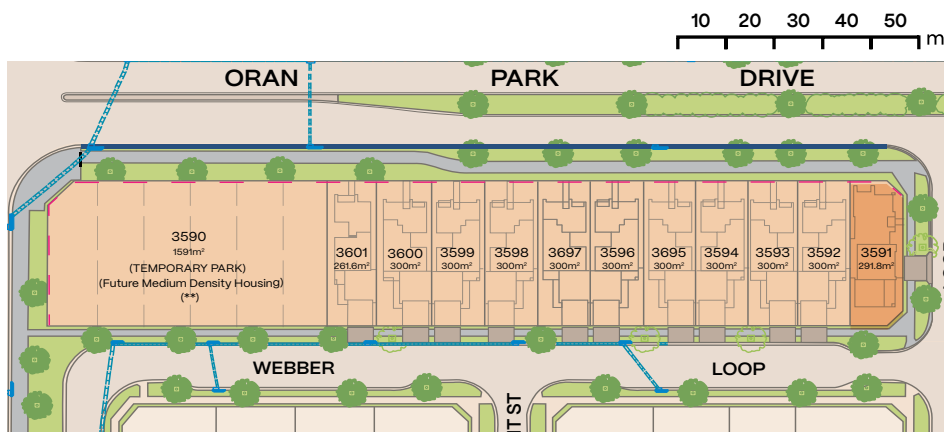 10 20 30 40 50
m
ORAN PARK DRIVE
3590
1591m²
(TEMPORARY PARK)
(Future Medium Density Housing)
(**)
3601
261.6m²
3600
300m²
3599
300m²
3598
300m²
3697
300m²
3596
300m²
3695
300m²
3594
300m²
3593
300m²
3592
300m²
3591
291.8m²
WEBBER LOOP
ST